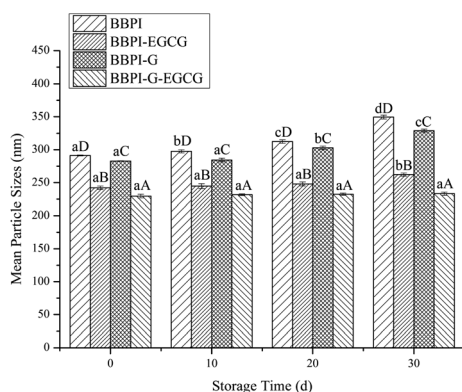 BBPI
BBPI-EGCG
BBPI-G
BBPI-G-EGCG
450
400
350
300
250
200
150
100
50
0
Mean Particle Sizes (nm)
aD aB aC aA
bD aB aC aA
cD aB bC aA
dD bB cC aA
0 10 20 30
Storage Time (d)